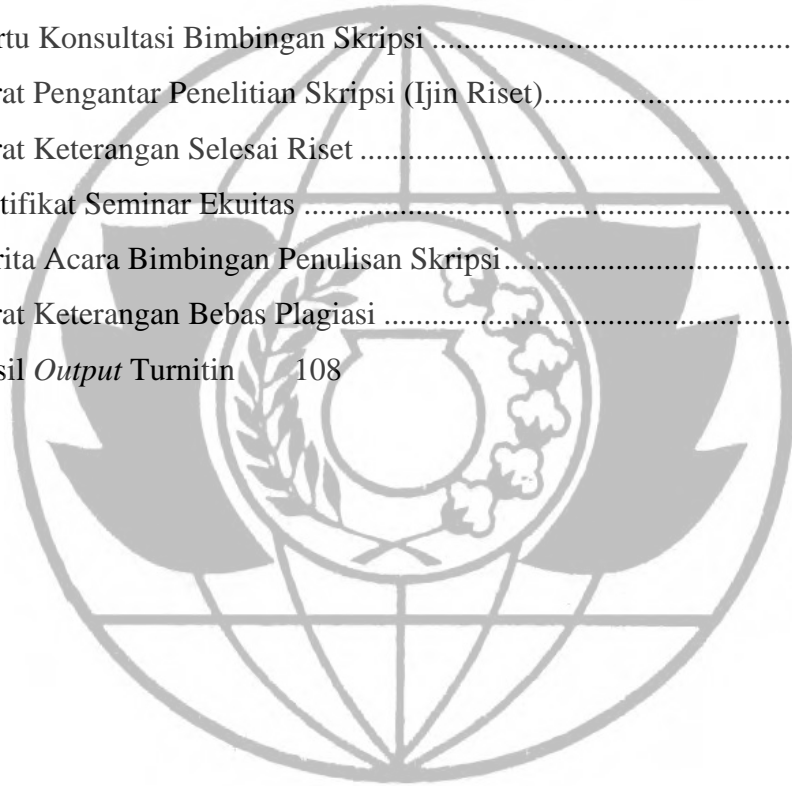 rtu Konsultasi Bimbingan Skripsi ........................................................
rat Pengantar Penelitian Skripsi (Ijin Riset)........................................
rat Keterangan Selesai Riset ................................................................
tifikat Seminar Ekuitas ........................................................................
rita Acara Bimbingan Penulisan Skripsi..............................................
rat Keterangan Bebas Plagiasi .............................................................
sil Output Turnitin 108